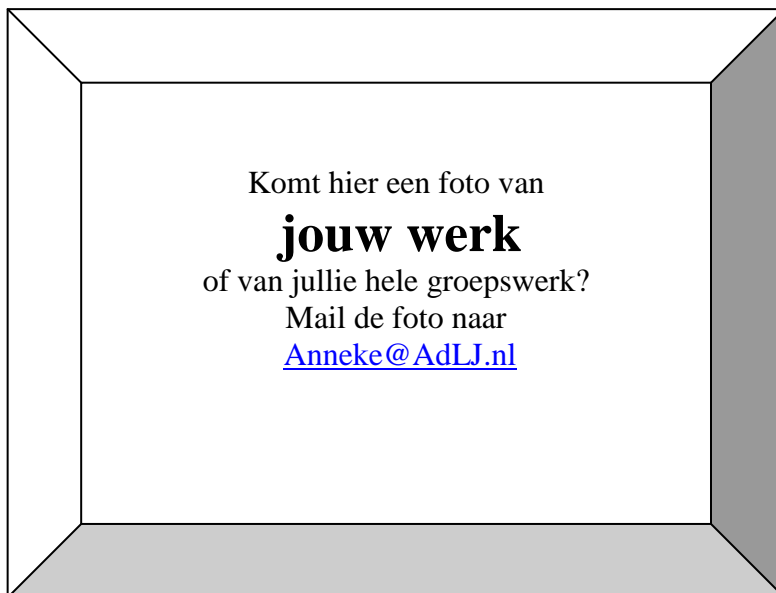 Komt hier een foto van
jouw werk
of van jullie hele groepswerk?
Mail de foto naar
Anneke@AdLJ.nl